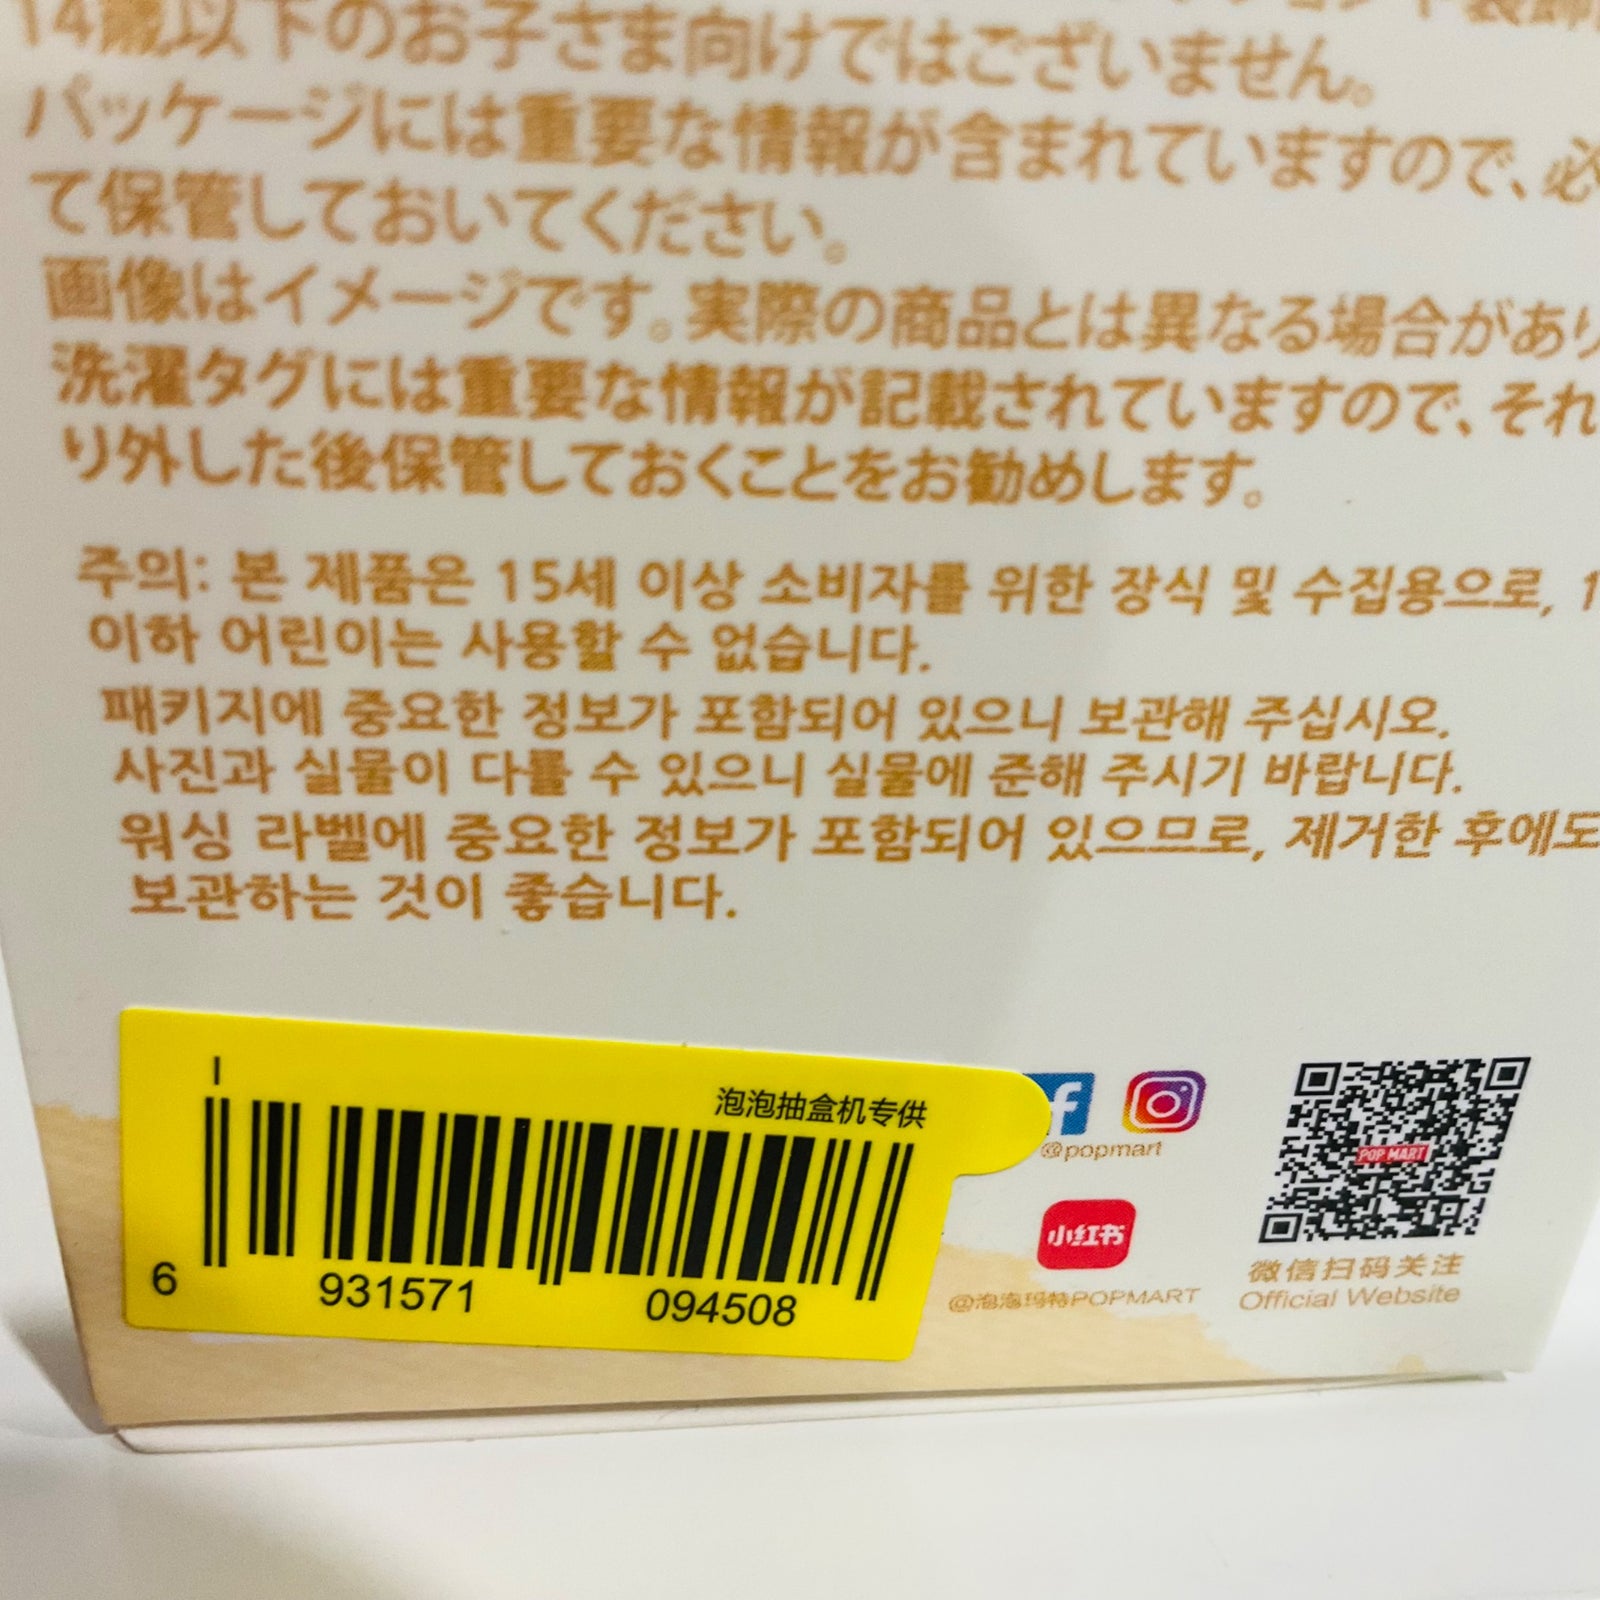 14歳以下のお子さま向けではございません。
パッケージには重要な情報が含まれていますので、必
て保管しておいてください。
画像はイメージです。実際の商品とは異なる場合があり
洗濯タグには重要な情報が記載されていますので、それ
り外した後保管しておくことをお勧めします。
주의: 본 제품은 15세 이상 소비자를 위한 장식 및 수집용으로, 1
이하 어린이는 사용할 수 없습니다.
패키지에 중요한 정보가 포함되어 있으니 보관해 주십시오.
사진과 실물이 다를 수 있으니 실물에 준해 주시기 바랍니다.
워싱 라벨에 중요한 정보가 포함되어 있으므로, 제거한 후에도
보관하는 것이 좋습니다.
I
泡泡抽盒机专供
6 931571 094508
f
@popmart
小红书
@泡泡玛特POPMART
POP MART
微信扫码关注
Official Website